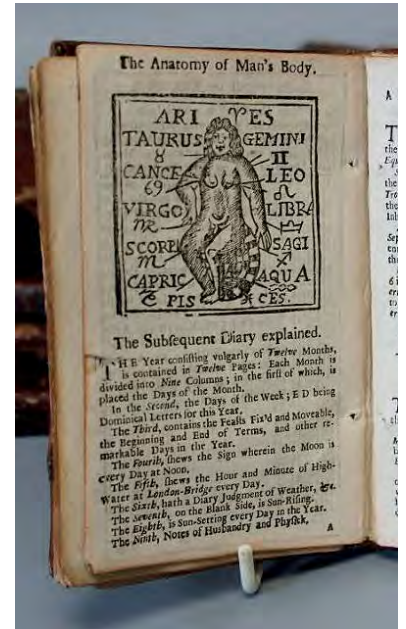 The Anatomy of Man's Body.
ARI ♈ ES
TAURUS GEMINI
♉ ♊
CANCE LEO
69 ♌
VIRGO LIBRA
♍ ♎
SCORPI SAGI
♏ ♐
CAPRIC AQUA
♑ PIS ♓ CES.
The Subſequent Diary explained.
THE Year conſiſting vulgarly of Twelve Months,
is contained in Twelve Pages: Each Month is
divided into Nine Columns; in the firſt of which, is
placed the Days of the Month.
In the Second, the Days of the Week; E D being
Dominical Letters for this Year.
The Third, contains the Feaſts Fix'd and Moveable,
the Beginning and End of Terms, and other re-
markable Days in the Year.
The Fourth, ſhews the Sign wherein the Moon is
every Day at Noon.
The Fifth, ſhews the Hour and Minute of High-
Water at London-Bridge every Day.
The Sixth, hath a Diary Judgment of Weather, &c.
The Seventh, on the Blank Side, is Sun-Riſing.
The Eighth, is Sun-Setting every Day in the Year.
The Ninth, Notes of Husbandry and Phyſick.
A